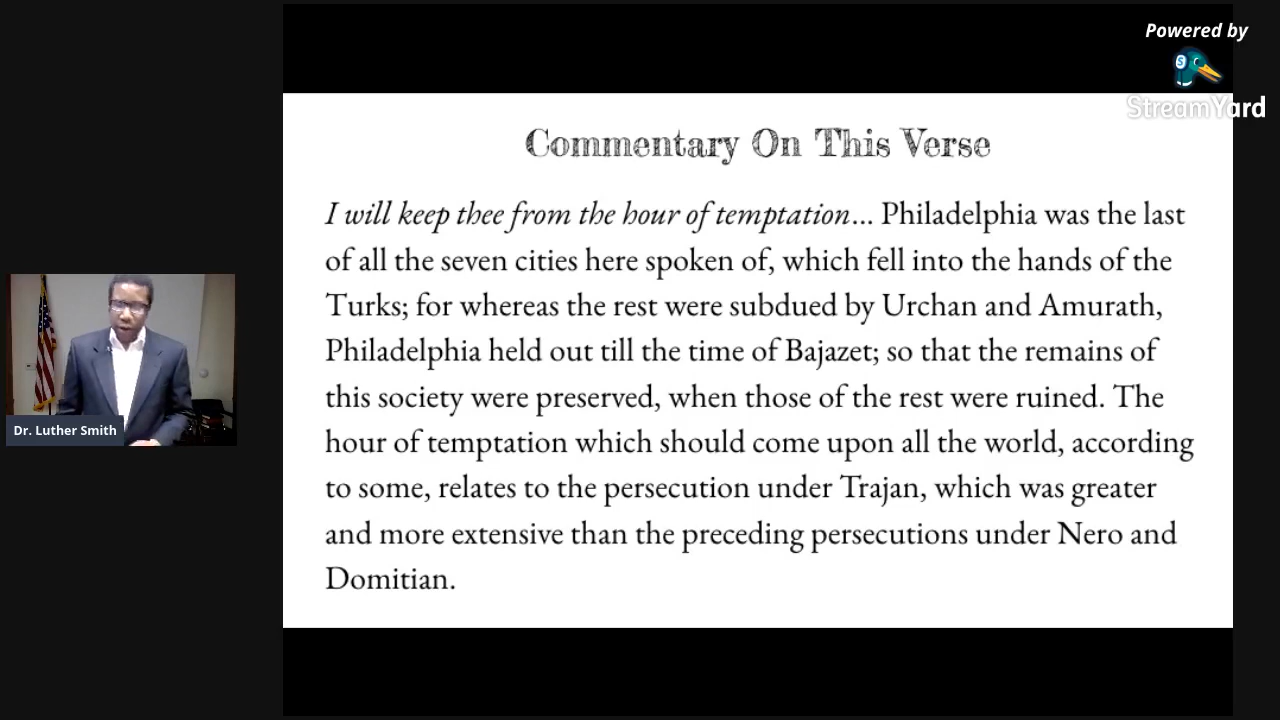 Powered by
StreamYard
Commentary On This Verse
I will keep thee from the hour of temptation... Philadelphia was the last
of all the seven cities here spoken of, which fell into the hands of the
Turks; for whereas the rest were subdued by Urchan and Amurath,
Philadelphia held out till the time of Bajazet; so that the remains of
this society were preserved, when those of the rest were ruined. The
hour of temptation which should come upon all the world, according
to some, relates to the persecution under Trajan, which was greater
and more extensive than the preceding persecutions under Nero and
Domitian.
Dr. Luther Smith